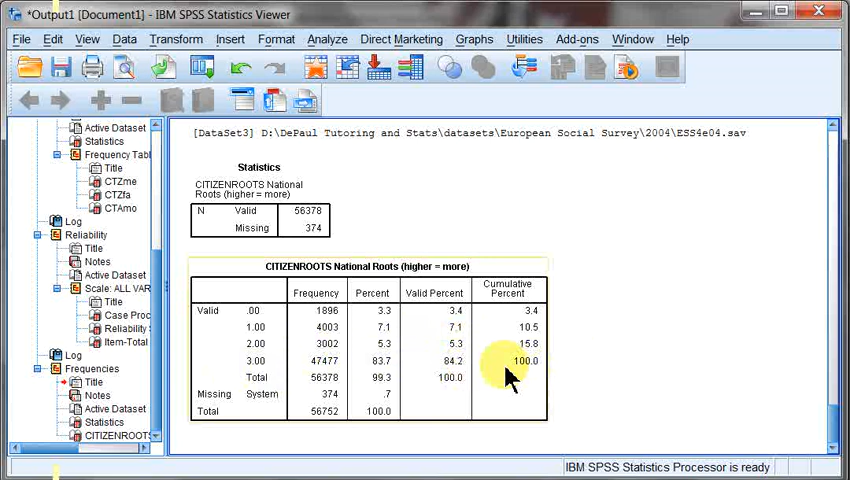 *Output1 [Document1] - IBM SPSS Statistics Viewer
File Edit View Data Transform Insert Format Analyze Direct Marketing Graphs Utilities Add-ons Window Help
Active Dataset
Statistics
Frequency Tabl
Title
CTZme
CTZfa
CTAmo
Log
Reliability
Title
Notes
Active Dataset
Scale: ALL VAR
Title
Case Proc
Reliability
Item-Total
Log
Frequencies
Title
Notes
Active Dataset
Statistics
CITIZENROOTS
[DataSet3] D:\DePaul Tutoring and Stats\datasets\European Social Survey\2004\ESS4e04.sav
Statistics
CITIZENROOTS National
Roots (higher = more)
N Valid 56378
Missing 374
CITIZENROOTS National Roots (higher = more)
Frequency Percent Valid Percent Cumulative Percent
Valid .00 1896 3.3 3.4 3.4
1.00 4003 7.1 7.1 10.5
2.00 3002 5.3 5.3 15.8
3.00 47477 83.7 84.2 100.0
Total 56378 99.3 100.0
Missing System 374 .7
Total 56752 100.0
IBM SPSS Statistics Processor is ready